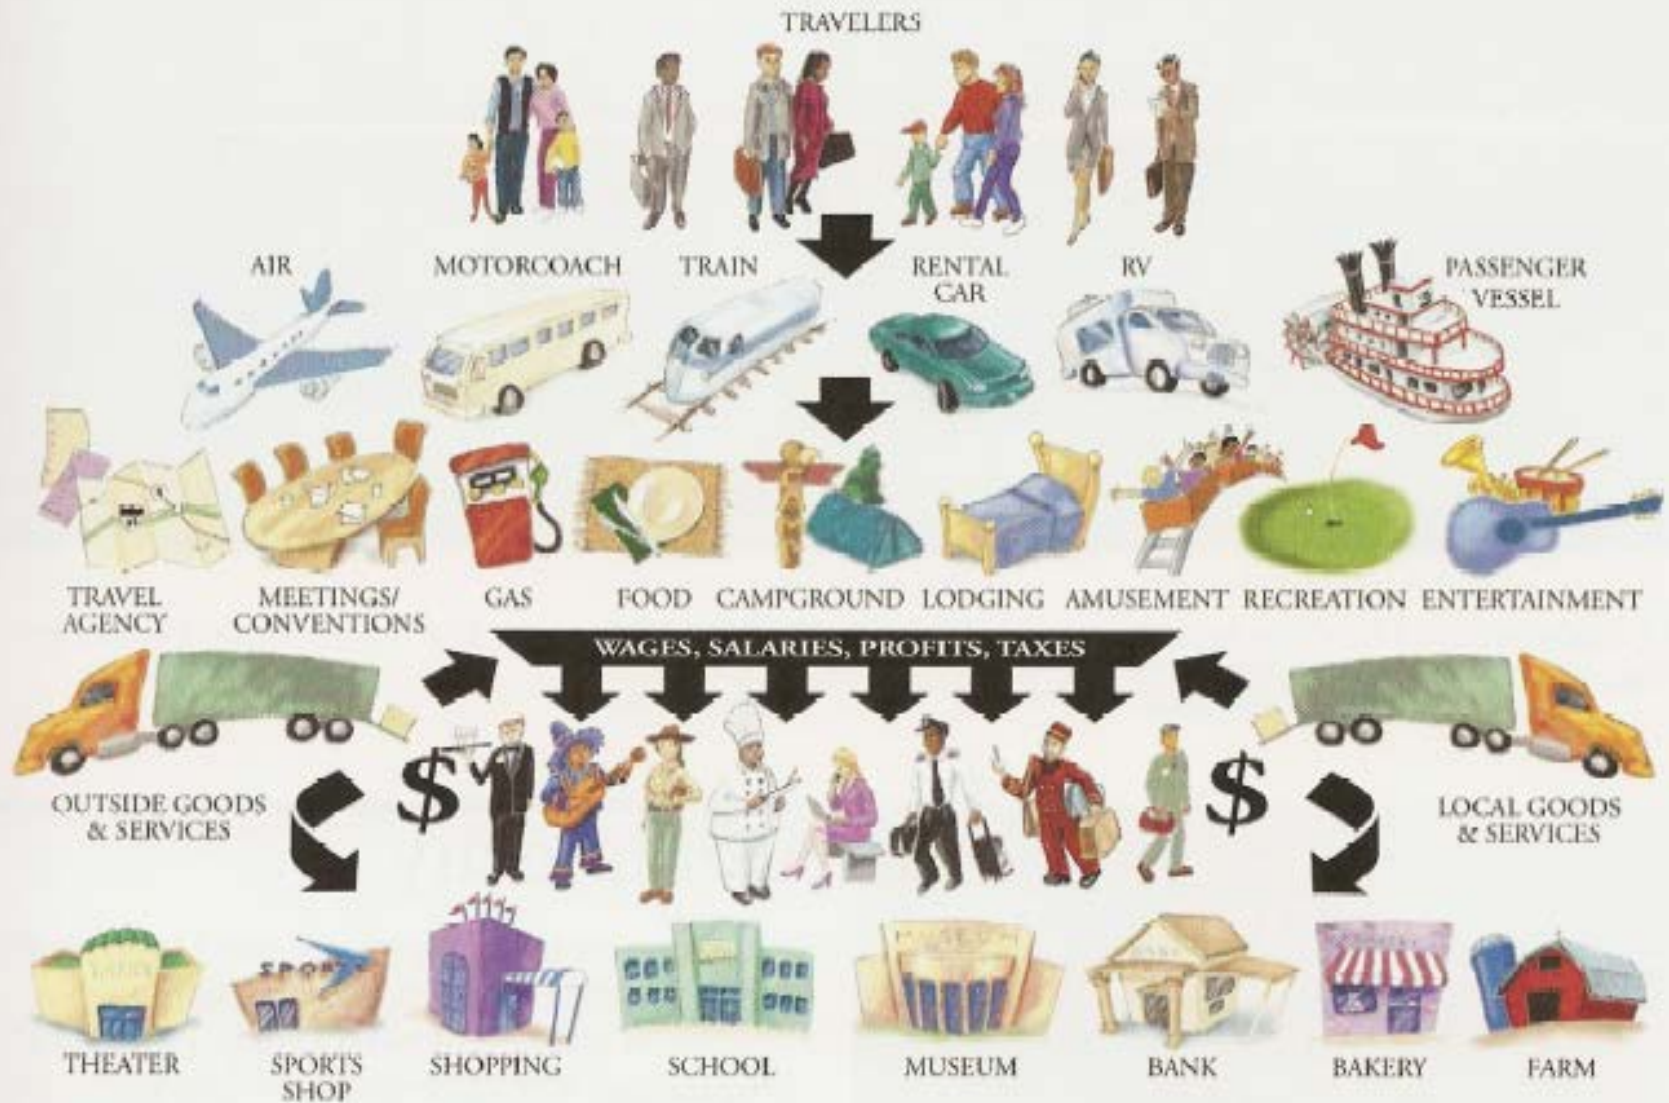 TRAVELERS
AIR
MOTORCOACH
TRAIN
RENTAL
CAR
RV
PASSENGER
VESSEL
TRAVEL
AGENCY
MEETINGS/
CONVENTIONS
GAS
FOOD
CAMPGROUND
LODGING
AMUSEMENT
RECREATION
ENTERTAINMENT
WAGES, SALARIES, PROFITS, TAXES
OUTSIDE GOODS
& SERVICES
$
$
LOCAL GOODS
& SERVICES
SPORTS
THEATER
SPORTS
SHOP
SHOPPING
SCHOOL
MUSEUM
BANK
BAKERY
FARM